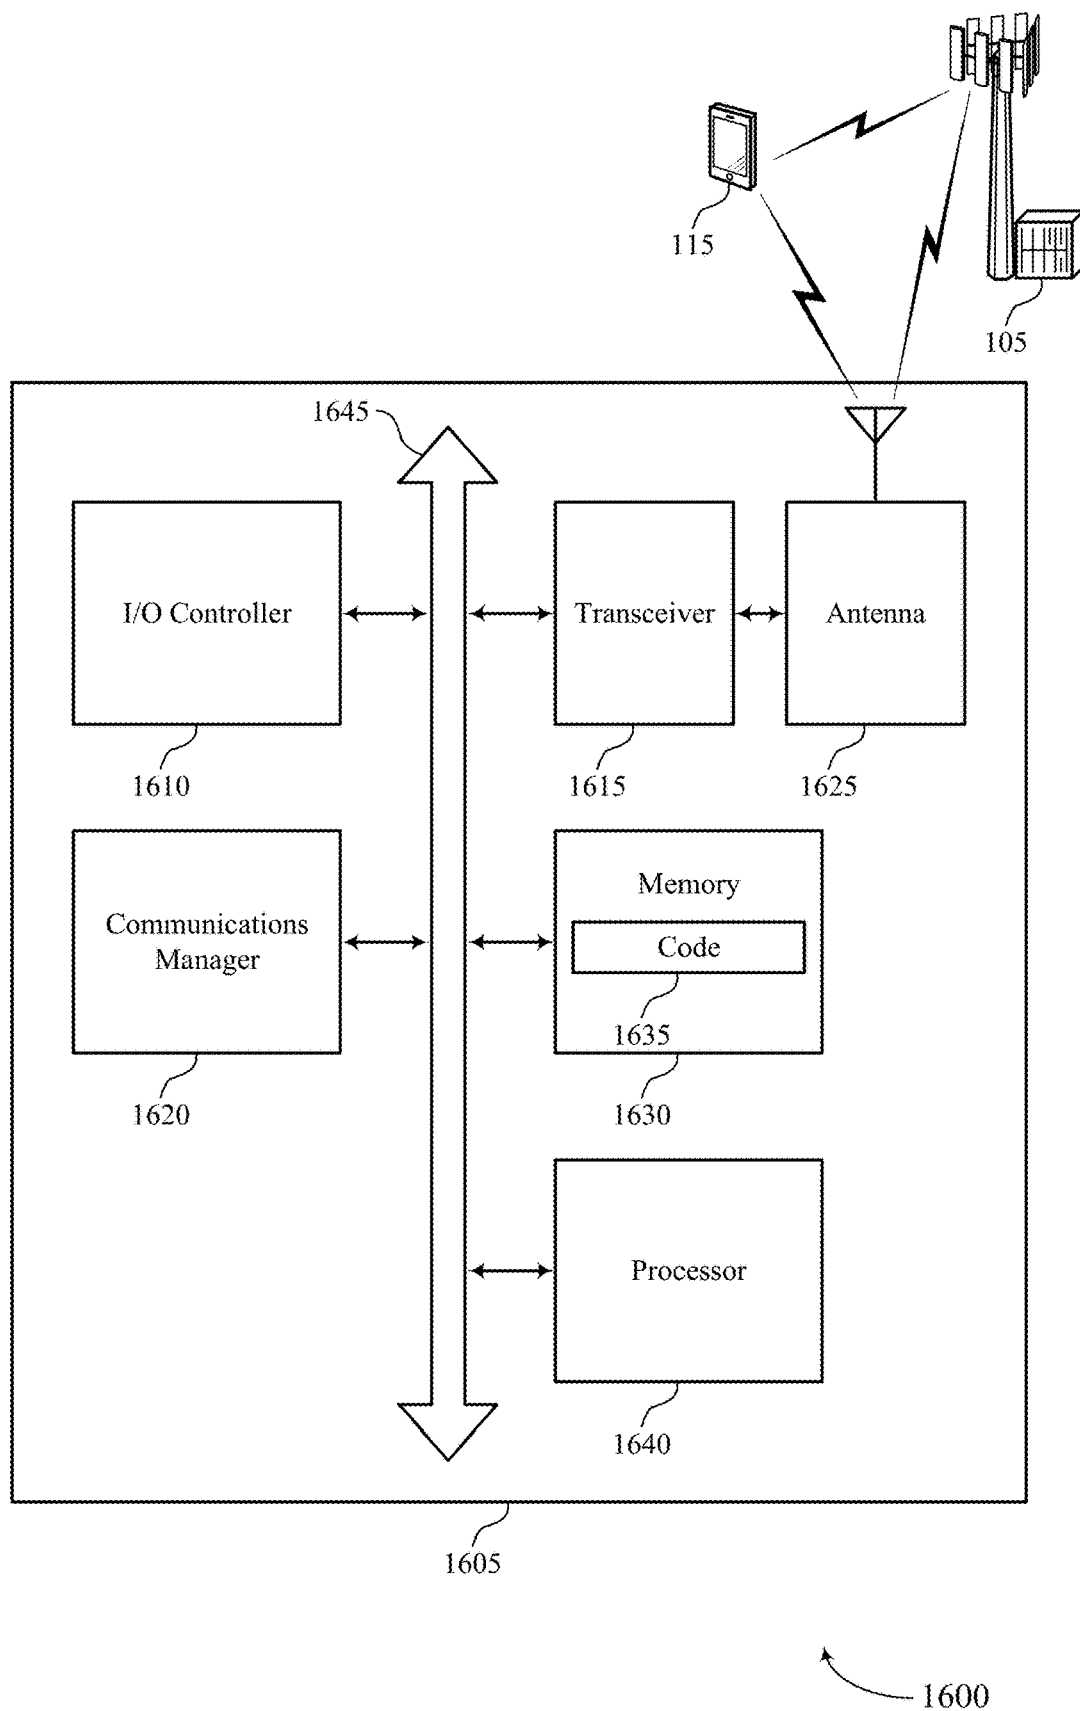 115
105
1645
I/O Controller
Transceiver
Antenna
1610
1615
1625
Communications
Manager
Memory
Code
1635
1620
1630
Processor
1640
1605
1600